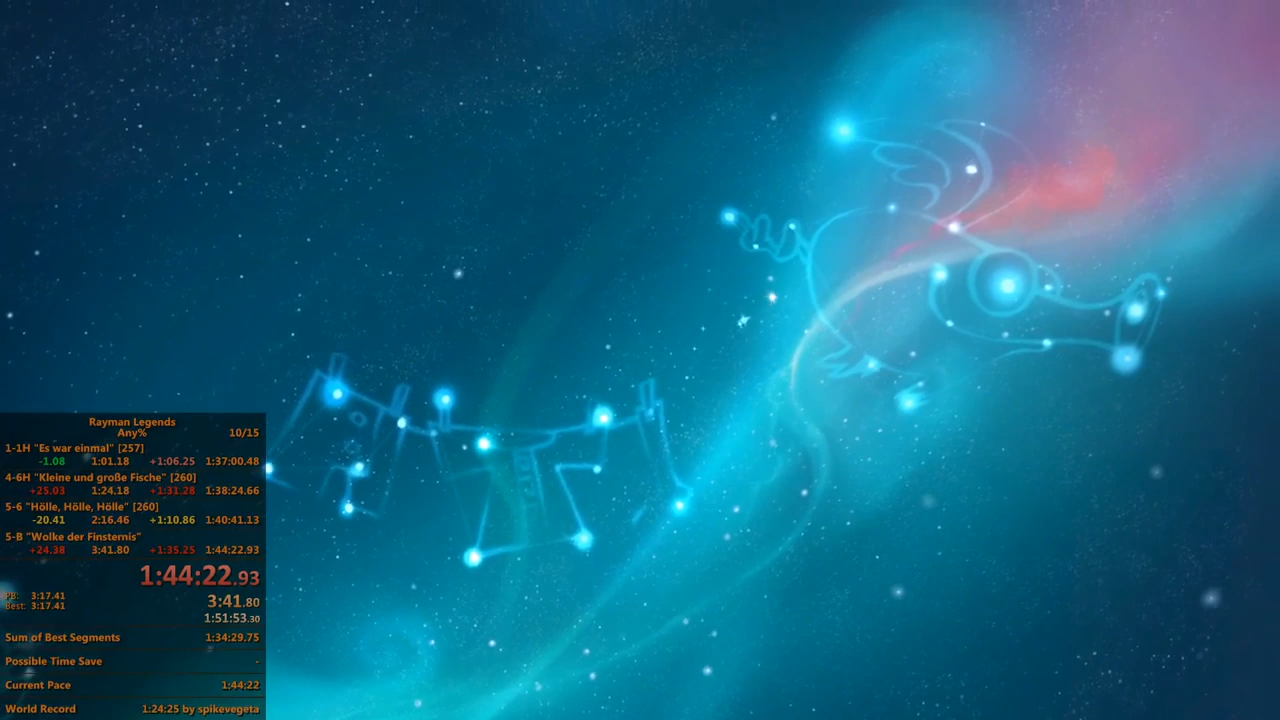 Rayman Legends
Any% 10/15
1-1H "Es war einmal" [257]
-1.08 1:01.18 +1:06.25 1:37:00.48
4-6H "Kleine und große Fische" [260]
+25.03 1:24.18 +1:31.28 1:38:24.66
5-6 "Hölle, Hölle, Hölle" [260]
-20.41 2:16.46 +1:10.86 1:40:41.13
5-B "Wolke der Finsternis"
+24.38 3:41.80 +1:35.25 1:44:22.93
1:44:22.93
PB: 3:17.41 3:41.80
Best: 3:17.41
1:51:53.30
Sum of Best Segments 1:34:29.75
Possible Time Save -
Current Pace 1:44:22
World Record 1:24:25 by spikevegeta